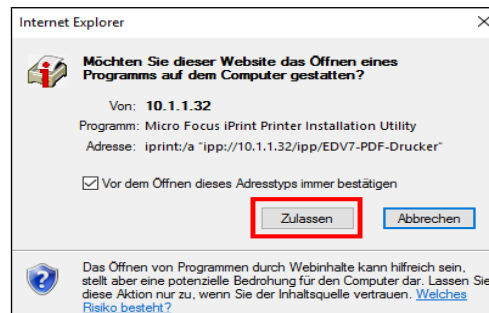 Internet Explorer
Möchten Sie dieser Website das Öffnen eines
Programms auf dem Computer gestatten?
Von: 10.1.1.32
Programm: Micro Focus iPrint Printer Installation Utility
Adresse: iprint:/a "ipp://10.1.1.32/ipp/EDV7-PDF-Drucker"
Vor dem Öffnen dieses Adresstyps immer bestätigen
Zulassen Abbrechen
Das Öffnen von Programmen durch Webinhalte kann hilfreich sein,
stellt aber eine potenzielle Bedrohung für den Computer dar. Lassen Sie
diese Aktion nur zu, wenn Sie der Inhaltsquelle vertrauen. Welches
Risiko besteht?